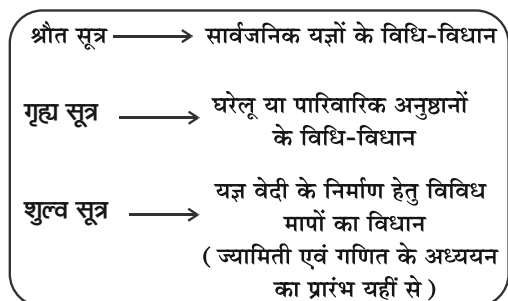 श्रौत सूत्र → सार्वजनिक यज्ञों के विधि-विधान
गृह्य सूत्र → घरेलू या पारिवारिक अनुष्ठानों
के विधि-विधान
शुल्व सूत्र → यज्ञ वेदी के निर्माण हेतु विविध
मापों का विधान
( ज्यामिती एवं गणित के अध्ययन
का प्रारंभ यहीं से )